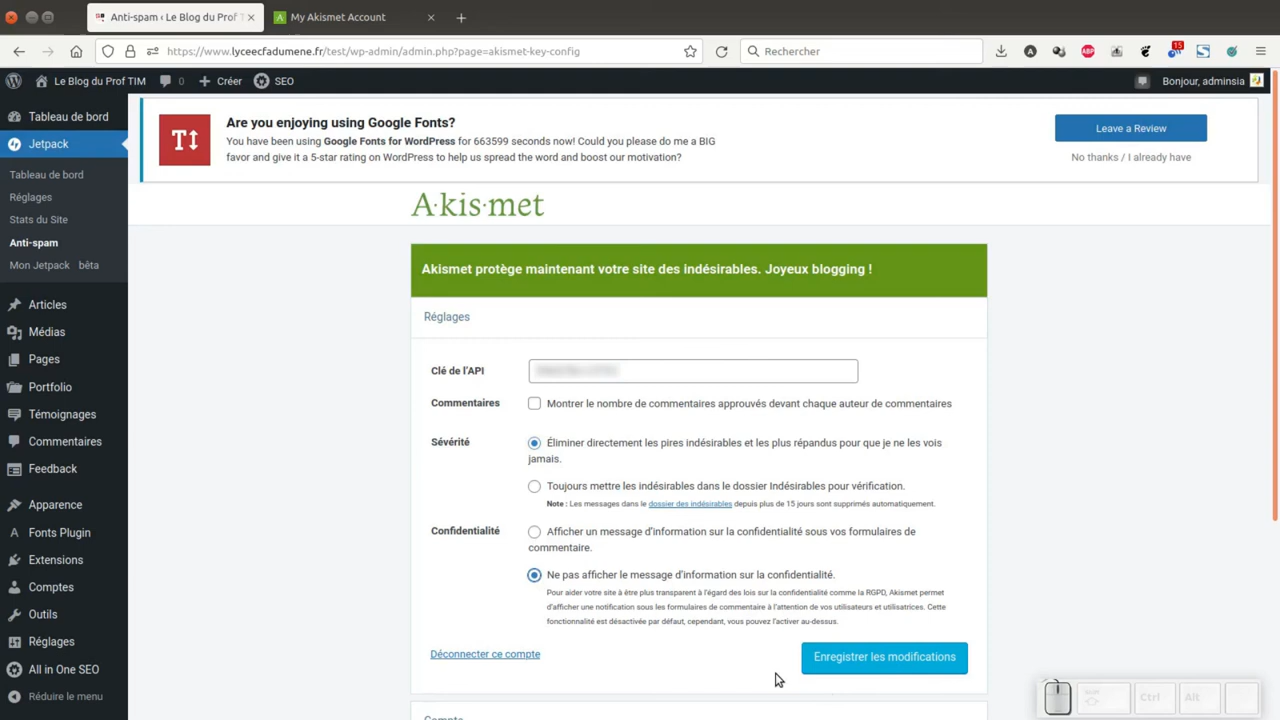 Anti-spam ‹ Le Blog du Prof T
My Akismet Account
https://www.lyceecfadumene.fr/test/wp-admin/admin.php?page=akismet-key-config
Rechercher
ABP
15
Le Blog du Prof TIM
0
Créer
SEO
Bonjour, adminsia
Tableau de bord
Jetpack
Tableau de bord
Réglages
Stats du Site
Anti-spam
Mon Jetpack bêta
Articles
Médias
Pages
Portfolio
Témoignages
Commentaires
Feedback
Apparence
Fonts Plugin
Extensions
Comptes
Outils
Réglages
All in One SEO
Réduire le menu
Are you enjoying using Google Fonts?
You have been using Google Fonts for WordPress for 663599 seconds now! Could you please do me a BIG
favor and give it a 5-star rating on WordPress to help us spread the word and boost our motivation?
Leave a Review
No thanks / I already have
A·kis·met
Akismet protège maintenant votre site des indésirables. Joyeux blogging !
Réglages
Clé de l'API
Commentaires
Montrer le nombre de commentaires approuvés devant chaque auteur de commentaires
Sévérité
Éliminer directement les pires indésirables et les plus répandus pour que je ne les vois
jamais.
Toujours mettre les indésirables dans le dossier Indésirables pour vérification.
Note : Les messages dans le dossier des indésirables depuis plus de 15 jours sont supprimés automatiquement.
Confidentialité
Afficher un message d'information sur la confidentialité sous vos formulaires de
commentaire.
Ne pas afficher le message d'information sur la confidentialité.
Pour aider votre site à être plus transparent à l'égard des lois sur la confidentialité comme la RGPD, Akismet permet
d'afficher une notification sous les formulaires de commentaire à l'attention de vos utilisateurs et utilisatrices. Cette
fonctionnalité est désactivée par défaut, cependant, vous pouvez l'activer au-dessus.
Déconnecter ce compte
Enregistrer les modifications
Compte
Ctrl
Alt